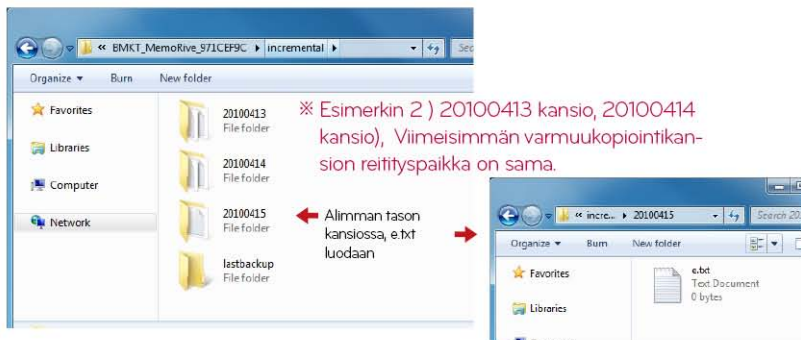 « BMKT_MemoRive_971CEF9C ▸ incremental ▸
Organize ▾ Burn New folder
Favorites
Libraries
Computer
Network
20100413
File folder
20100414
File folder
20100415
File folder
lastbackup
File folder
※ Esimerkin 2 ) 20100413 kansio, 20100414
kansio), Viimeisimmän varmuukopiointikan-
sion reitityspaikka on sama.
Alimman tason
kansiossa, e.txt
luodaan
« incre... ▸ 20100415
Search 20
Organize ▾ Burn New folder
Favorites
Libraries
e.txt
Text Document
0 bytes